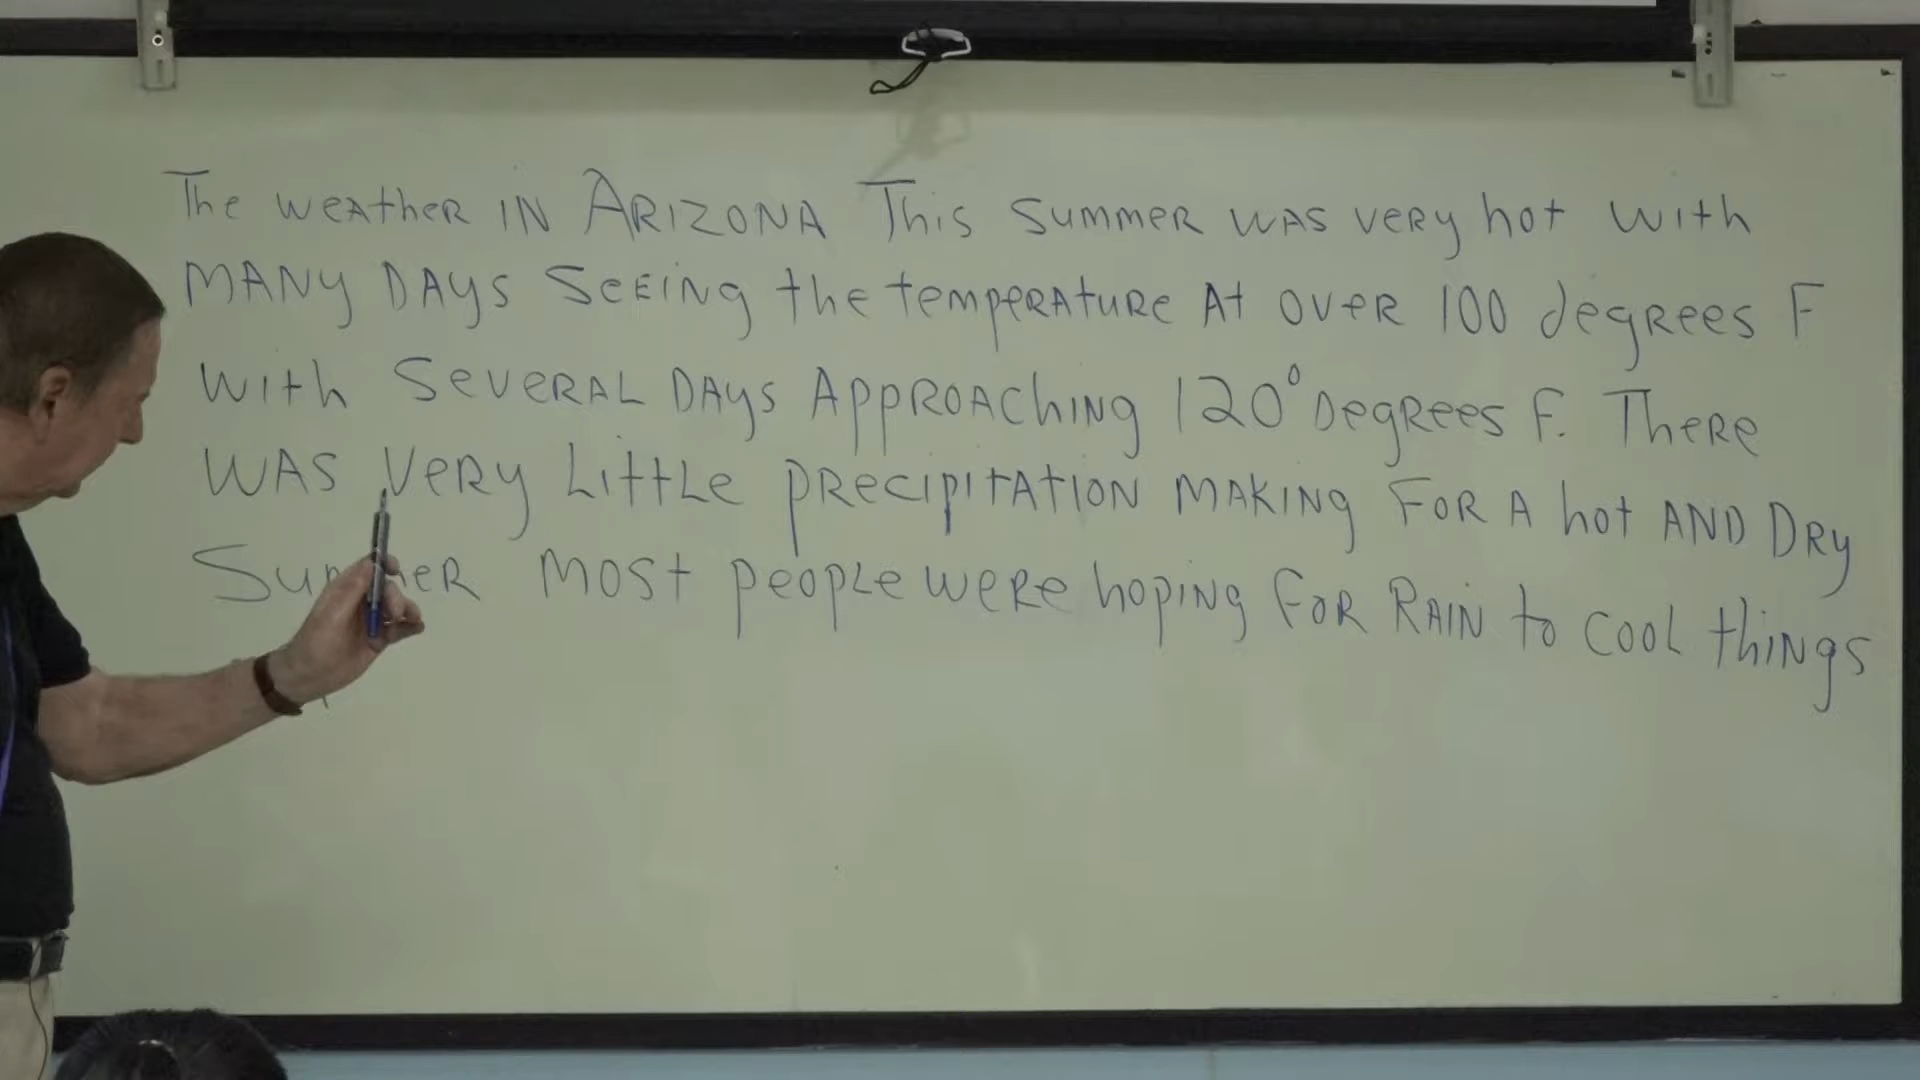 The weather in Arizona This summer was very hot with
many days seeing the temperature at over 100 degrees F
with several days approaching 120° degrees F. There
was very little precipitation making for a hot and dry
Summer most people were hoping for rain to cool things